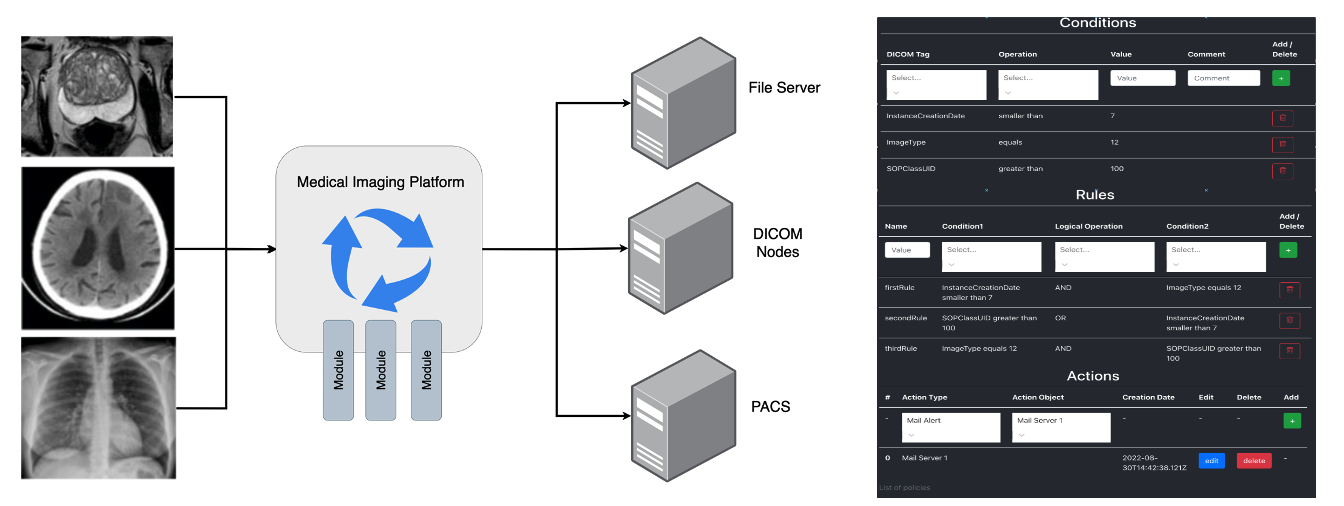 Medical Imaging Platform
Module
Module
Module
File Server
DICOM
Nodes
PACS
Conditions
DICOM Tag Operation Value Comment Add /
Delete
Select... Select... Value Comment +
InstanceCreationDate smaller than 7
ImageType equals 12
SOPClassUID greater than 100
Rules
Name Condition1 Logical Operation Condition2 Add /
Delete
Value Select... Select... Select... +
firstRule InstanceCreationDate AND ImageType equals 12
smaller than 7
secondRule SOPClassUID greater than OR InstanceCreationDate
100 smaller than 7
thirdRule ImageType equals 12 AND SOPClassUID greater than
100
Actions
# Action Type Action Object Creation Date Edit Delete Add
- Mail Alert Mail Server 1 - - - +
0 Mail Server 1 2022-08- edit delete -
30T14:42:38.121Z
List of policies